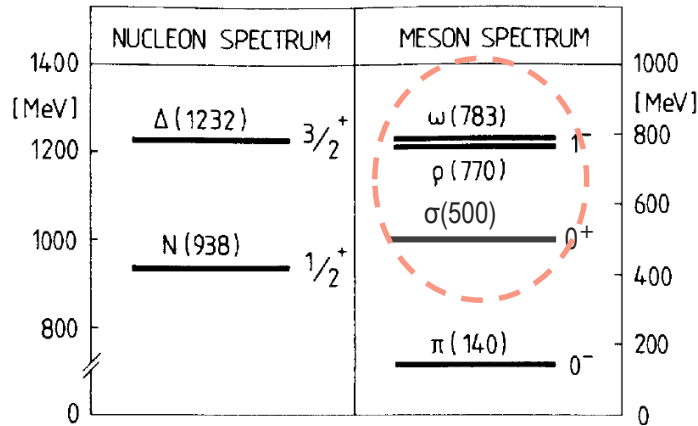 NUCLEON SPECTRUM
MESON SPECTRUM
1400
[MeV]
1200
1000
800
0
Δ(1232)
3/2⁺
N(938)
1/2⁺
ω(783)
1⁻
ρ(770)
σ(500)
0⁺
π(140)
0⁻
1000
[MeV]
800
600
400
200
0